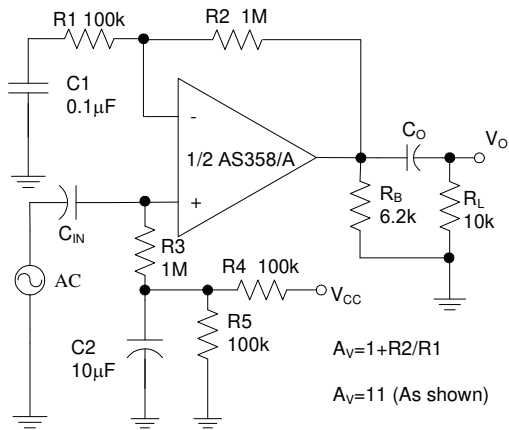 R1 100k
R2 1M
C1
0.1µF
-
1/2 AS358/A
+
CO
VO
RB
6.2k
RL
10k
CIN
R3
1M
AC
R4 100k
VCC
R5
100k
C2
10µF
AV=1+R2/R1
AV=11 (As shown)